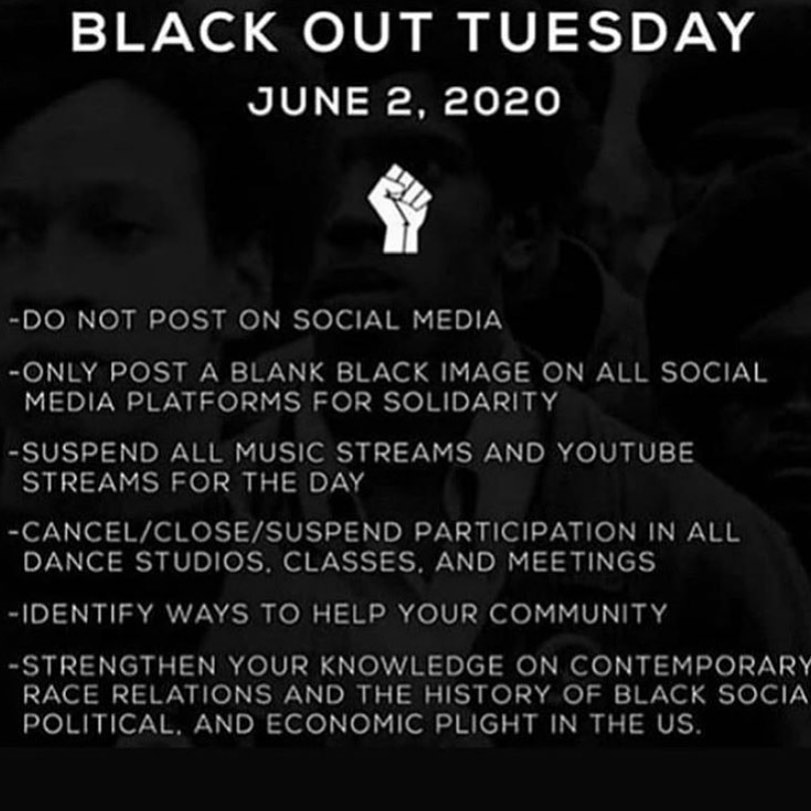 BLACK OUT TUESDAY
JUNE 2, 2020
-DO NOT POST ON SOCIAL MEDIA
-ONLY POST A BLANK BLACK IMAGE ON ALL SOCIAL
MEDIA PLATFORMS FOR SOLIDARITY
-SUSPEND ALL MUSIC STREAMS AND YOUTUBE
STREAMS FOR THE DAY
-CANCEL/CLOSE/SUSPEND PARTICIPATION IN ALL
DANCE STUDIOS, CLASSES, AND MEETINGS
-IDENTIFY WAYS TO HELP YOUR COMMUNITY
-STRENGTHEN YOUR KNOWLEDGE ON CONTEMPORARY
RACE RELATIONS AND THE HISTORY OF BLACK SOCIA
POLITICAL, AND ECONOMIC PLIGHT IN THE US.